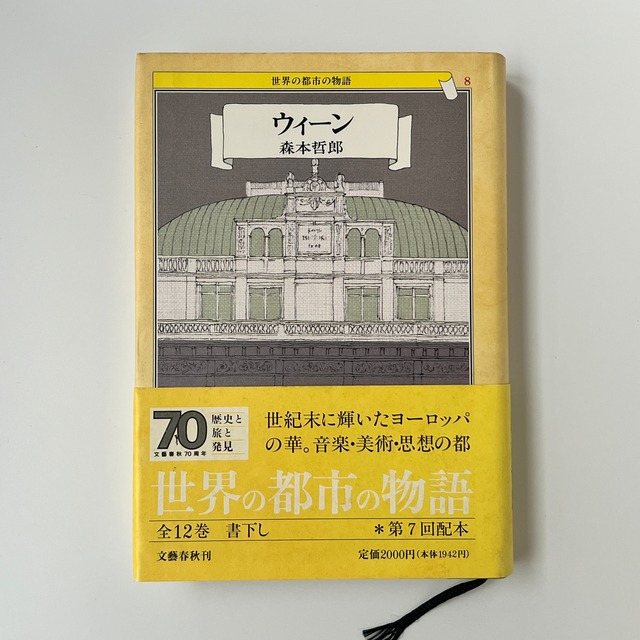 世界の都市の物語
8
ウィーン
森本哲郎
70
歴史と
旅と
発見
文藝春秋70周年
世紀末に輝いたヨーロッパ
の華。音楽・美術・思想の都
世界の都市の物語
全12巻 書下し
*第7回配本
文藝春秋刊
定価2000円(本体1942円)